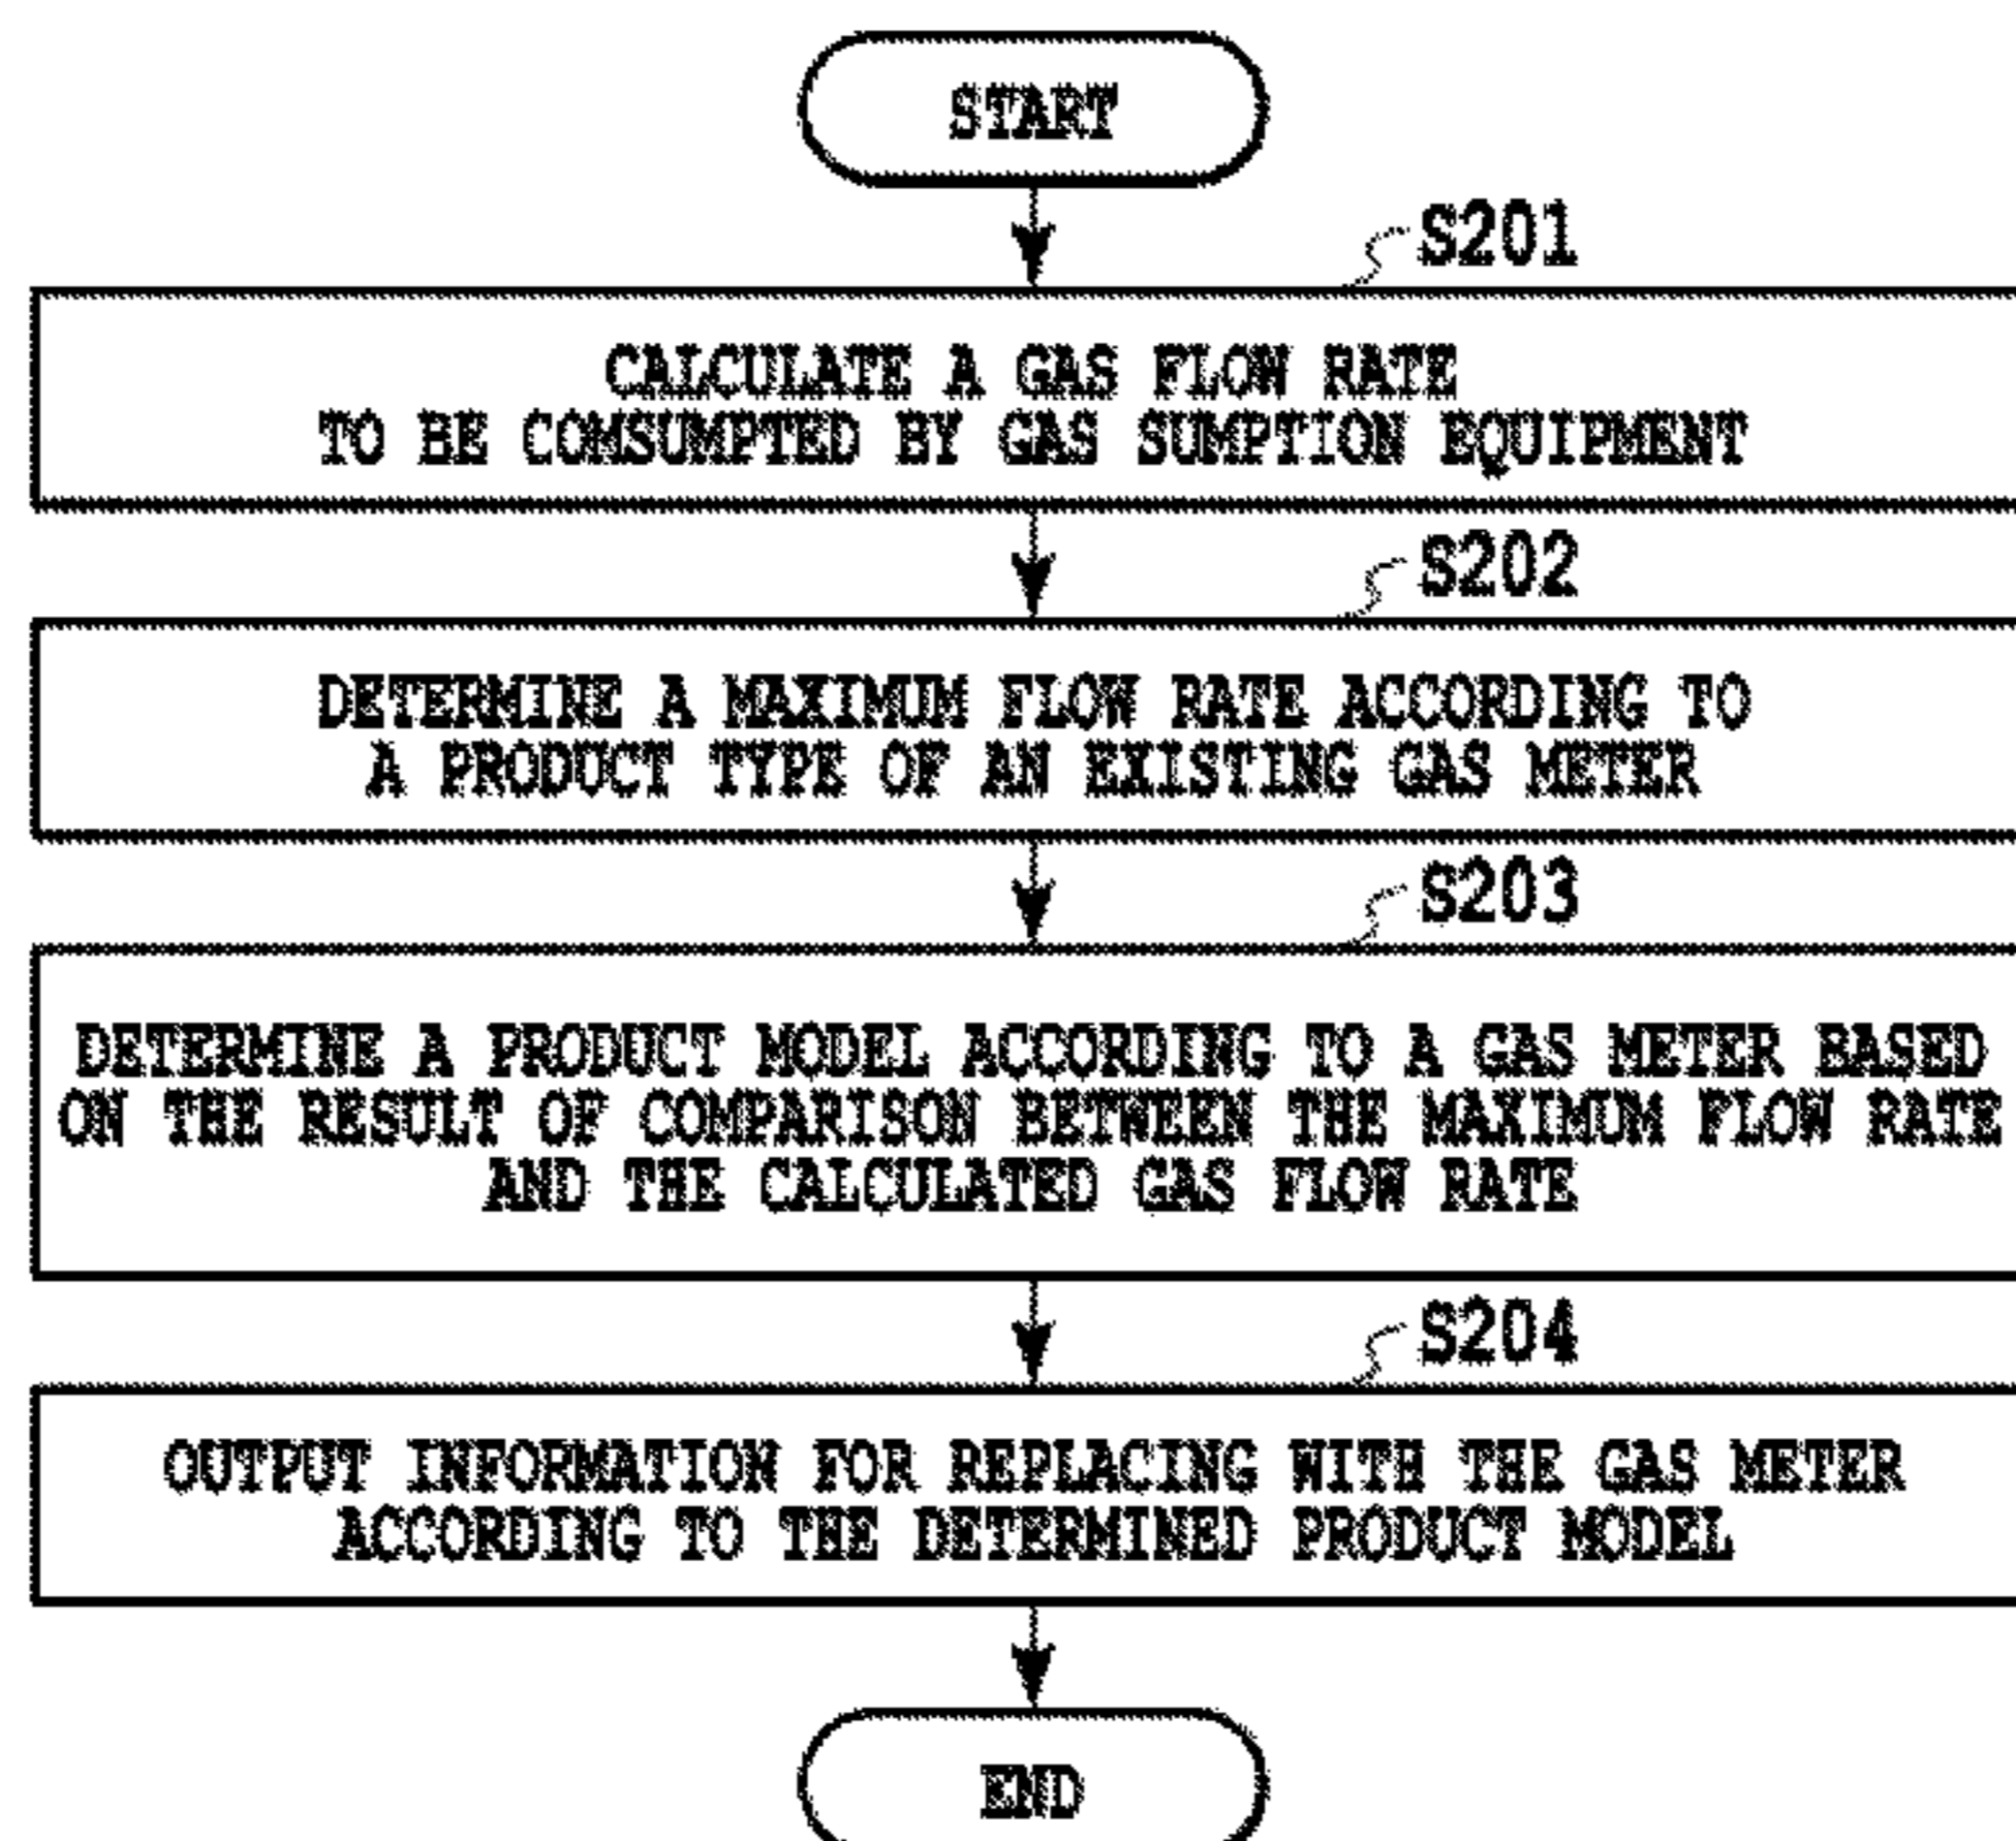 START
S201
CALCULATE A GAS FLOW RATE
TO BE COMSUMPTED BY GAS SUMPTION EQUIPMENT
S202
DETERMINE A MAXIMUM FLOW RATE ACCORDING TO
A PRODUCT TYPE OF AN EXISTING GAS METER
S203
DETERMINE A PRODUCT MODEL ACCORDING TO A GAS METER BASED
ON THE RESULT OF COMPARISON BETWEEN THE MAXIMUM FLOW RATE
AND THE CALCULATED GAS FLOW RATE
S204
OUTPUT INFORMATION FOR REPLACING WITH THE GAS METER
ACCORDING TO THE DETERMINED PRODUCT MODEL
END